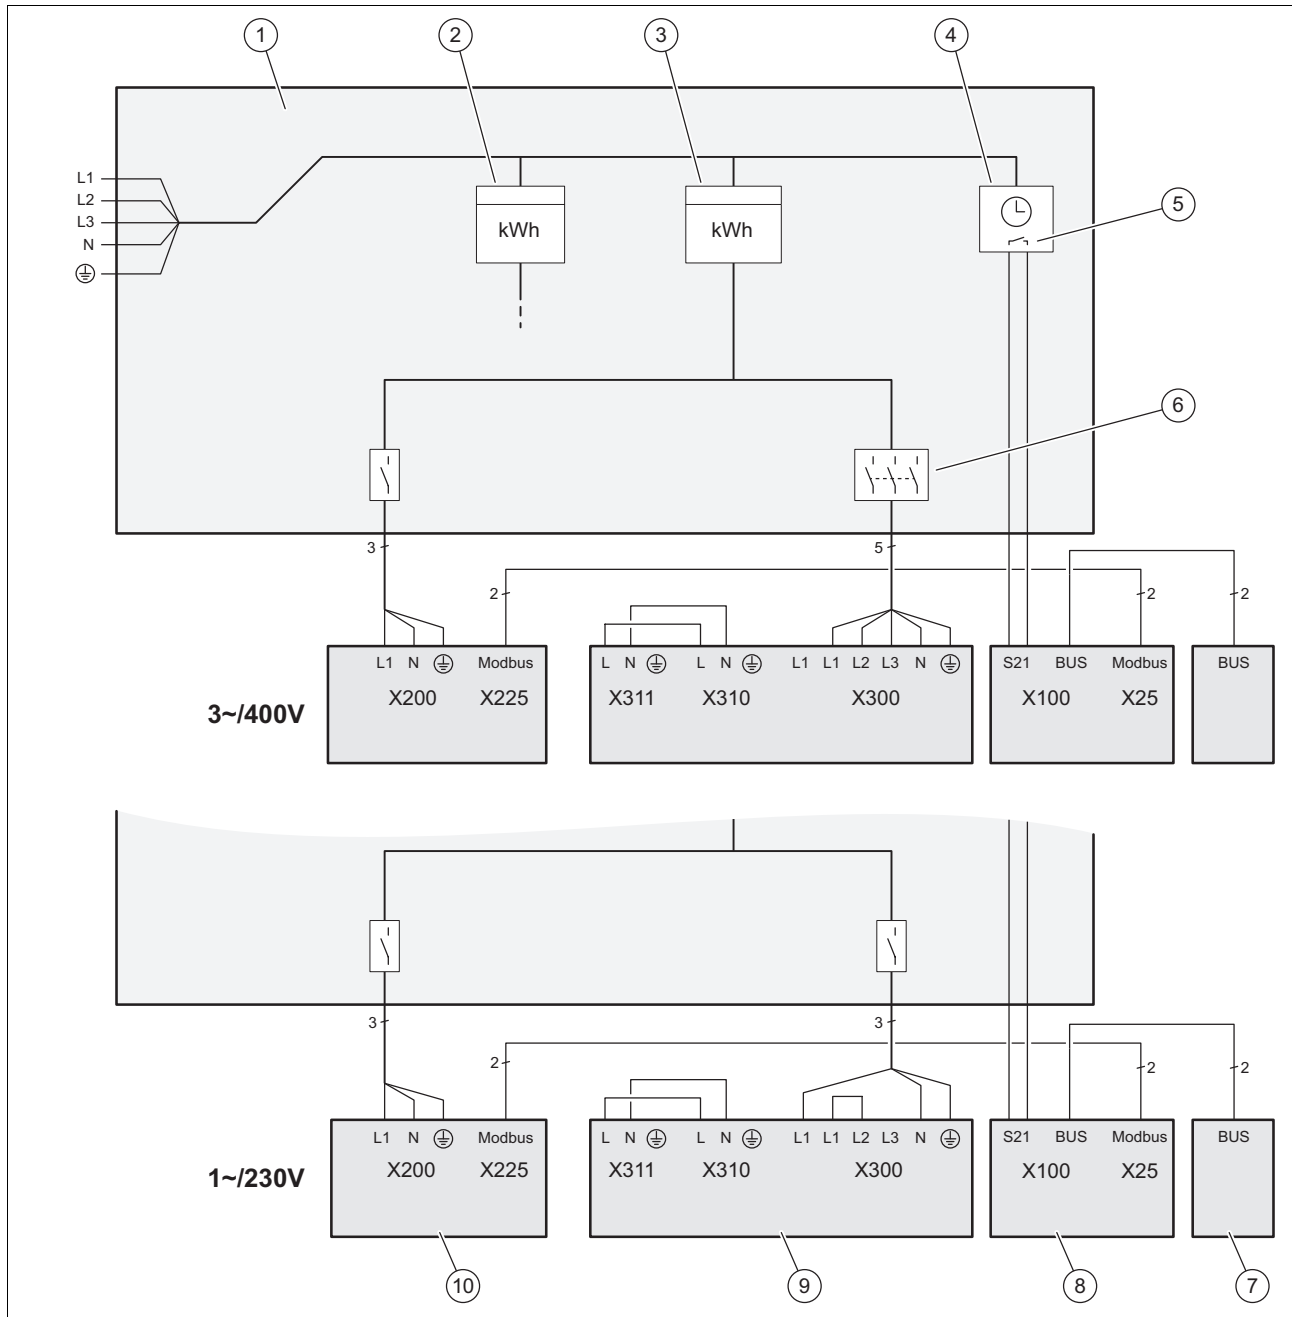 1 2 3 4
L1
L2
L3
N
kWh kWh
5
6
3 5
2 2 2
L1 N Modbus L N L N L1 L1 L2 L3 N S21 BUS Modbus BUS
X200 X225 X311 X310 X300 X100 X25
3~/400V
3 3
2 2 2
L1 N Modbus L N L N L1 L1 L2 L3 N S21 BUS Modbus BUS
X200 X225 X311 X310 X300 X100 X25
1~/230V
10 9 8 7